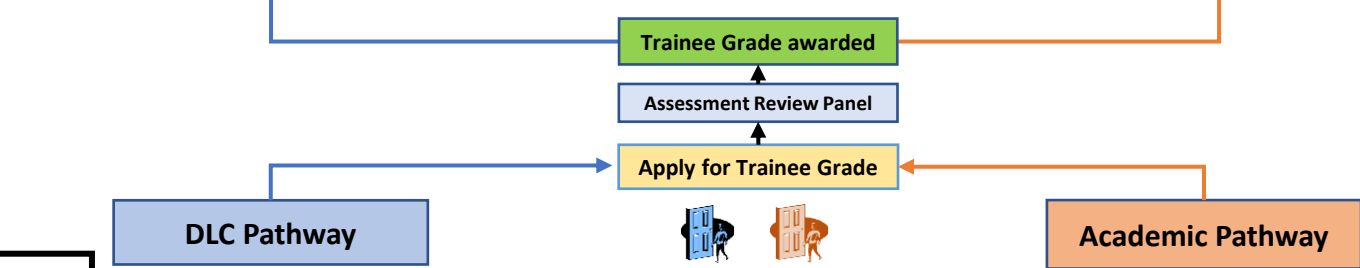 Trainee Grade awarded
Assessment Review Panel
Apply for Trainee Grade
DLC Pathway
Academic Pathway